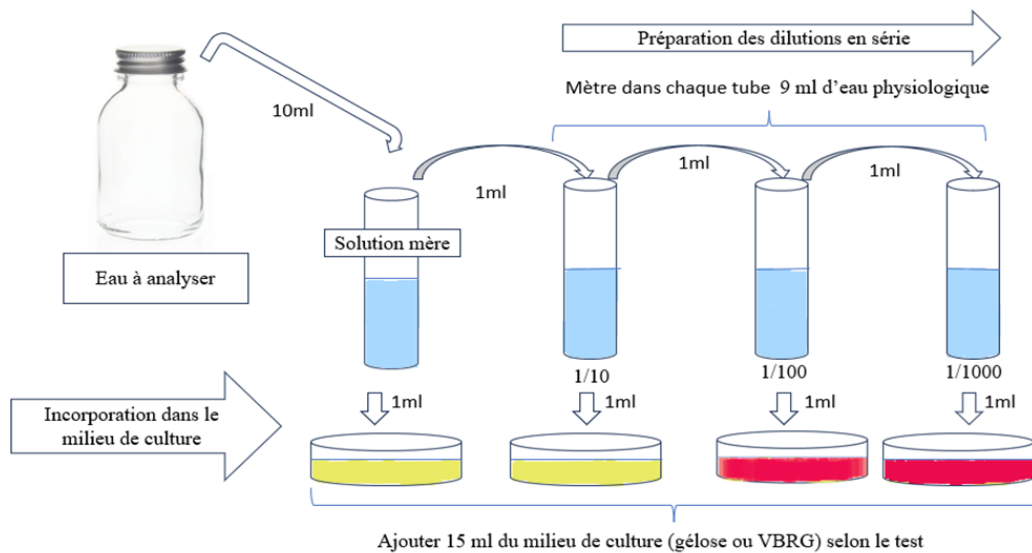 Préparation des dilutions en série
Mètre dans chaque tube 9 ml d'eau physiologique
10ml
1ml
1ml
1ml
Solution mère
Eau à analyser
1/10
1/100
1/1000
Incorporation dans le
milieu de culture
1ml
1ml
1ml
1ml
Ajouter 15 ml du milieu de culture (gélose ou VBRG) selon le test